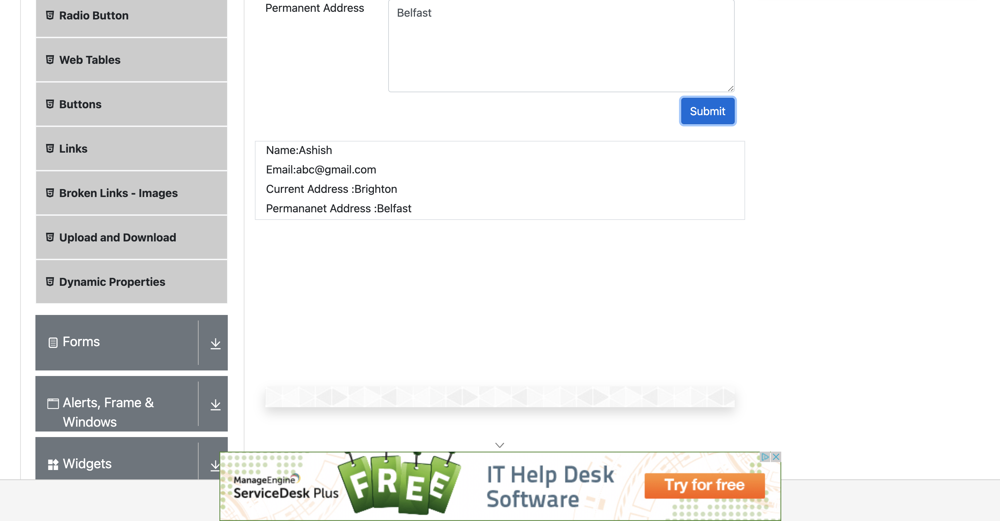 Radio Button
Web Tables
Buttons
Links
Broken Links - Images
Upload and Download
Dynamic Properties
Forms
Alerts, Frame &
Windows
Widgets
Permanent Address
Belfast
Submit
Name:Ashish
Email:abc@gmail.com
Current Address :Brighton
Permananet Address :Belfast
ManageEngine
ServiceDesk Plus
FREE
IT Help Desk
Software
Try for free